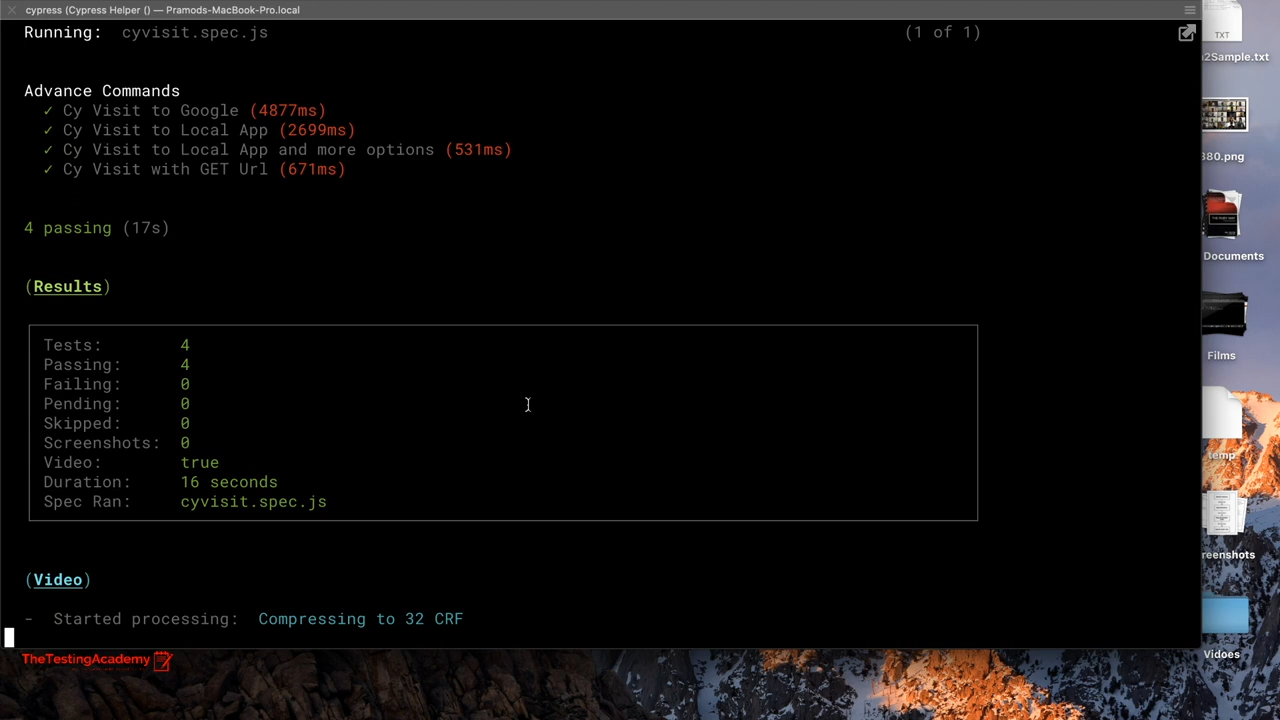 cypress (Cypress Helper () — Pramods-MacBook-Pro.local
Running: cyvisit.spec.js (1 of 1)
Advance Commands
✓ Cy Visit to Google (4877ms)
✓ Cy Visit to Local App (2699ms)
✓ Cy Visit to Local App and more options (531ms)
✓ Cy Visit with GET Url (671ms)
4 passing (17s)
(Results)
Tests: 4
Passing: 4
Failing: 0
Pending: 0
Skipped: 0
Screenshots: 0
Video: true
Duration: 16 seconds
Spec Ran: cyvisit.spec.js
(Video)
- Started processing: Compressing to 32 CRF
TheTestingAcademy
TXT
2Sample.txt
380.png
Documents
Films
temp
reenshots
Vidoes